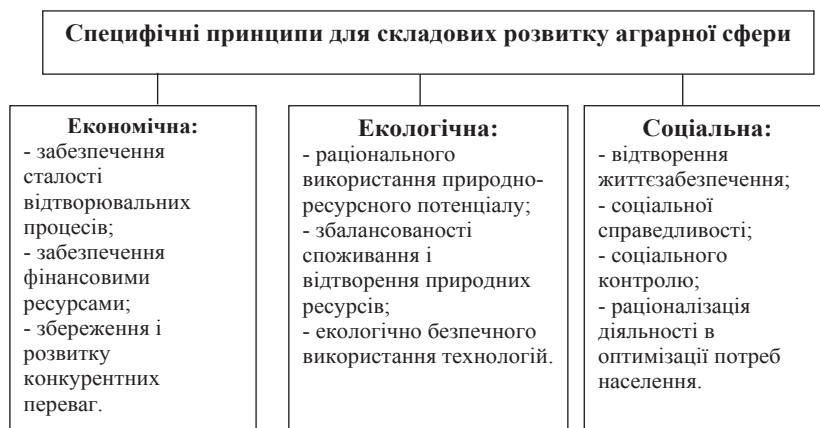 Специфічні принципи для складових розвитку аграрної сфери
Економічна:
- забезпечення
сталості
відтворювальних
процесів;
- забезпечення
фінансовими
ресурсами;
- збереження і
розвитку
конкурентних
переваг.
Екологічна:
- раціонального
використання природно-
ресурсного потенціалу;
- збалансованості
споживання і
відтворення природних
ресурсів;
- екологічно безпечного
використання технологій.
Соціальна:
- відтворення
життєзабезпечення;
- соціальної
справедливості;
- соціального
контролю;
- раціоналізація
діяльності в
оптимізації потреб
населення.